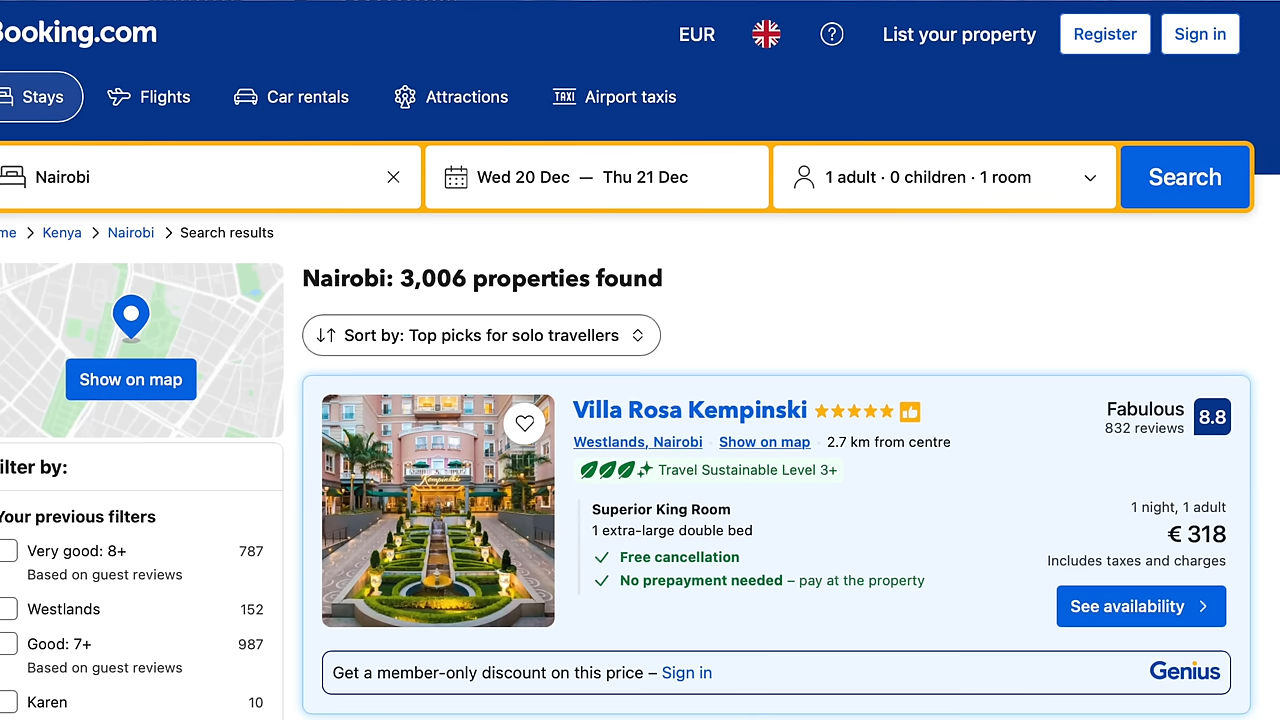 Booking.com
EUR
List your property
Register
Sign in
Stays
Flights
Car rentals
Attractions
TAXI
Airport taxis
Nairobi
Wed 20 Dec — Thu 21 Dec
1 adult · 0 children · 1 room
Search
me
Kenya
Nairobi
Search results
Show on map
Nairobi: 3,006 properties found
Sort by: Top picks for solo travellers
ilter by:
Your previous filters
Very good: 8+ 787
Based on guest reviews
Westlands 152
Good: 7+ 987
Based on guest reviews
Karen 10
Kempinski
Villa Rosa Kempinski
Westlands, Nairobi Show on map 2.7 km from centre
Travel Sustainable Level 3+
Fabulous
832 reviews
8.8
Superior King Room
1 extra-large double bed
Free cancellation
No prepayment needed – pay at the property
1 night, 1 adult
€ 318
Includes taxes and charges
See availability
Get a member-only discount on this price – Sign in
Genius